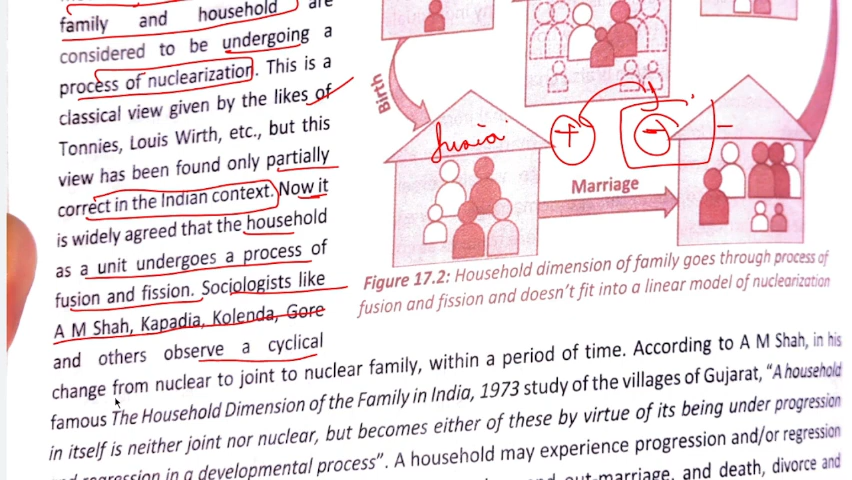 family and household are
considered to be undergoing a
process of nuclearization. This is a
classical view given by the likes of
Tonnies, Louis Wirth, etc., but this
view has been found only partially
correct in the Indian context. Now it
is widely agreed that the household
as a unit undergoes a process of
fusion and fission. Sociologists like
A M Shah, Kapadia, Kolenda, Gore
and others observe a cyclical
change from nuclear to joint to nuclear family, within a period of time. According to A M Shah, in his
famous The Household Dimension of the Family in India, 1973 study of the villages of Gujarat, “A household
in itself is neither joint nor nuclear, but becomes either of these by virtue of its being under progression
and regression in a developmental process”. A household may experience progression and/or regression
out-marriage, and death, divorce and
Birth
+
Marriage
Figure 17.2: Household dimension of family goes through process of
fusion and fission and doesn't fit into a linear model of nuclearization